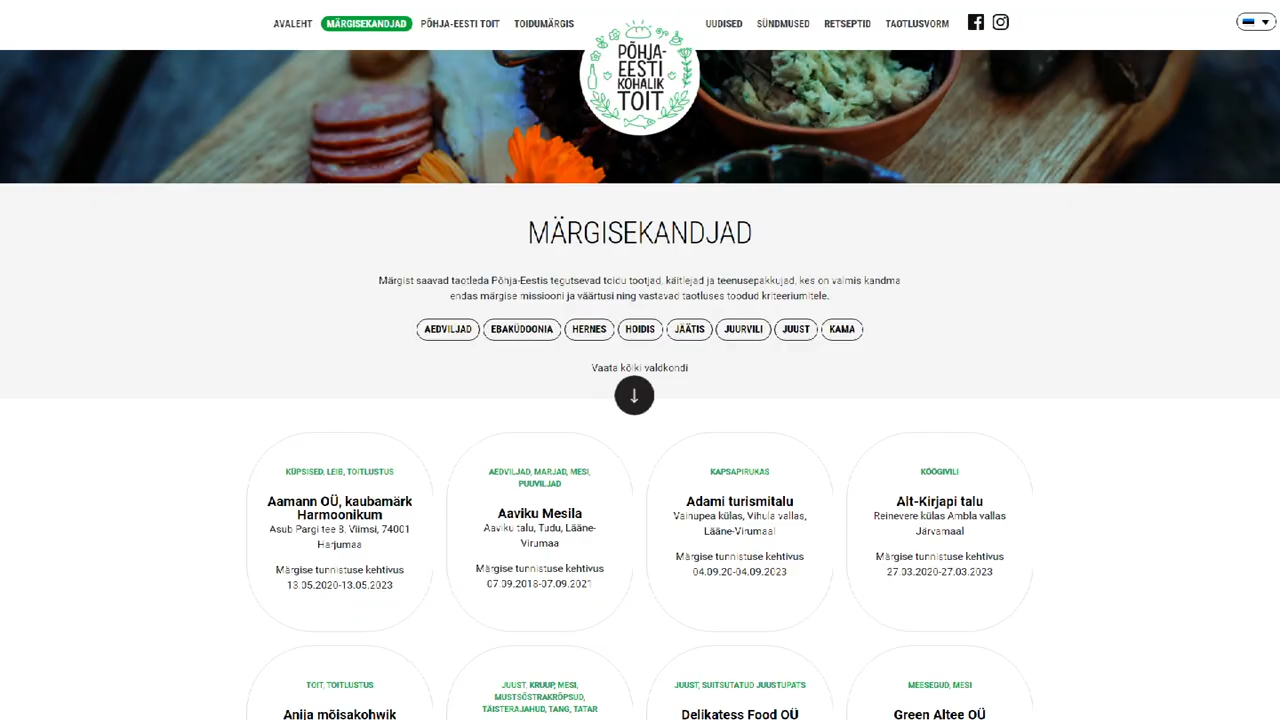 AVALEHT MÄRGISEKANDJAD PÕHJA-EESTI TOIT TOIDUMÄRGIS UUDISED SÜNDMUSED RETSEPTID TAOTLUSVORM
PÕHJA-
EESTI
KOHALIK
TOIT
MÄRGISEKANDJAD
Märgist saavad taotleda Põhja-Eestis tegutsevad toidu tootjad, käitlejad ja teenusepakkujad, kes on valmis kandma
endas märgise missiooni ja väärtusi ning vastavad taotluses toodud kriteeriumitele.
AEDVILJAD EBAKÜDOONIA HERNES HOIDIS JÄÄTIS JUURVILI JUUST KAMA
Vaata kõiki valdkondi
KÜPSISED, LEIB, TOITLUSTUS
Aamann OÜ, kaubamärk
Harmoonikum
Asub Pargi tee 8, Viimsi, 74001
Harjumaa
Märgise tunnistuse kehtivus
13.05.2020-13.05.2023
AEDVILJAD, MARJAD, MESI,
PUUVILJAD
Aaviku Mesila
Aaviku talu, Tudu, Lääne-
Virumaa
Märgise tunnistuse kehtivus
07.09.2018-07.09.2021
KAPSAPIRUKAS
Adami turismitalu
Vainupea külas, Vihula vallas,
Lääne-Virumaal
Märgise tunnistuse kehtivus
04.09.20-04.09.2023
KÖÖGIVILI
Alt-Kirjapi talu
Reinevere külas Ambla vallas
Järvamaal
Märgise tunnistuse kehtivus
27.03.2020-27.03.2023
TOIT, TOITLUSTUS
Anija mõisakohwik
JUUST, KRUUP, MESI,
MUSTSÕSTRAKRÕPSUD,
TÄISTERAJAHUD, TANG, TATAR
JUUST, SUITSUTATUD JUUSTUPATS
Delikatess Food OÜ
MEESEGUD, MESI
Green Altee OÜ